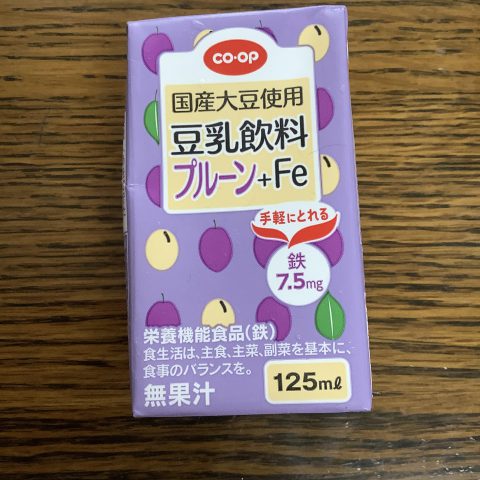 CO・OP
国産大豆使用
豆乳飲料
プルーン+Fe
手軽にとれる
鉄
7.5mg
栄養機能食品(鉄)
食生活は、主食、主菜、副菜を基本に、
食事のバランスを。
無果汁
125mℓ